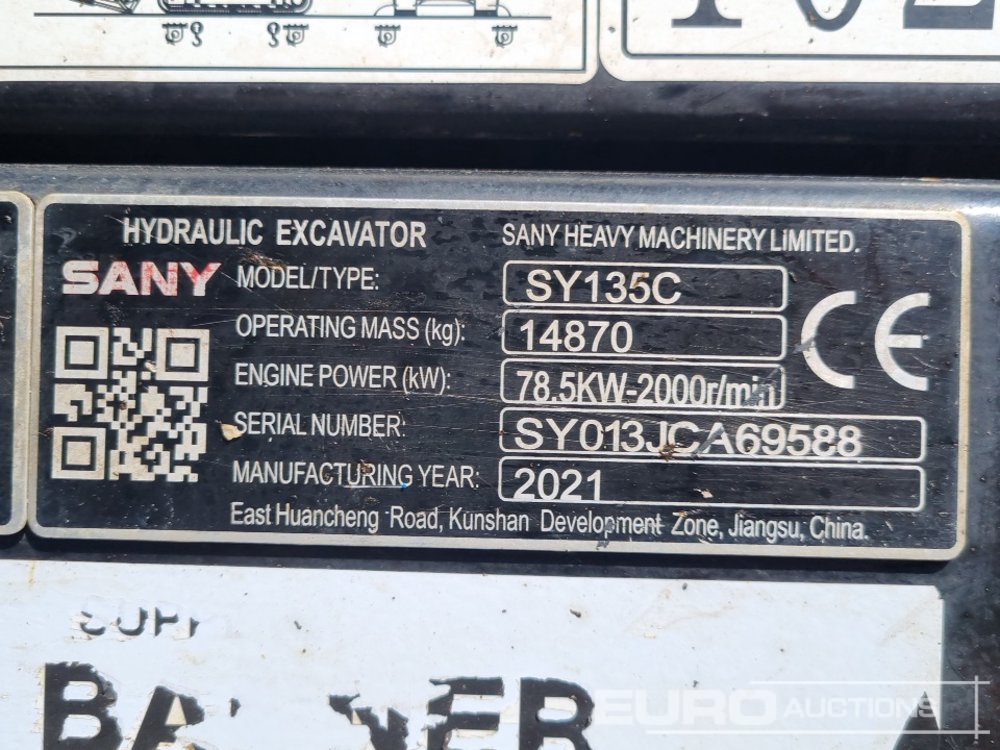 HYDRAULIC EXCAVATOR
SANY HEAVY MACHINERY LIMITED.
SANY
MODEL/TYPE: SY135C
OPERATING MASS (kg): 14870
ENGINE POWER (kW): 78.5KW-2000r/min
SERIAL NUMBER: SY013JCA69588
MANUFACTURING YEAR: 2021
CE
East Huancheng Road, Kunshan Development Zone, Jiangsu, China.
EURO AUCTIONS